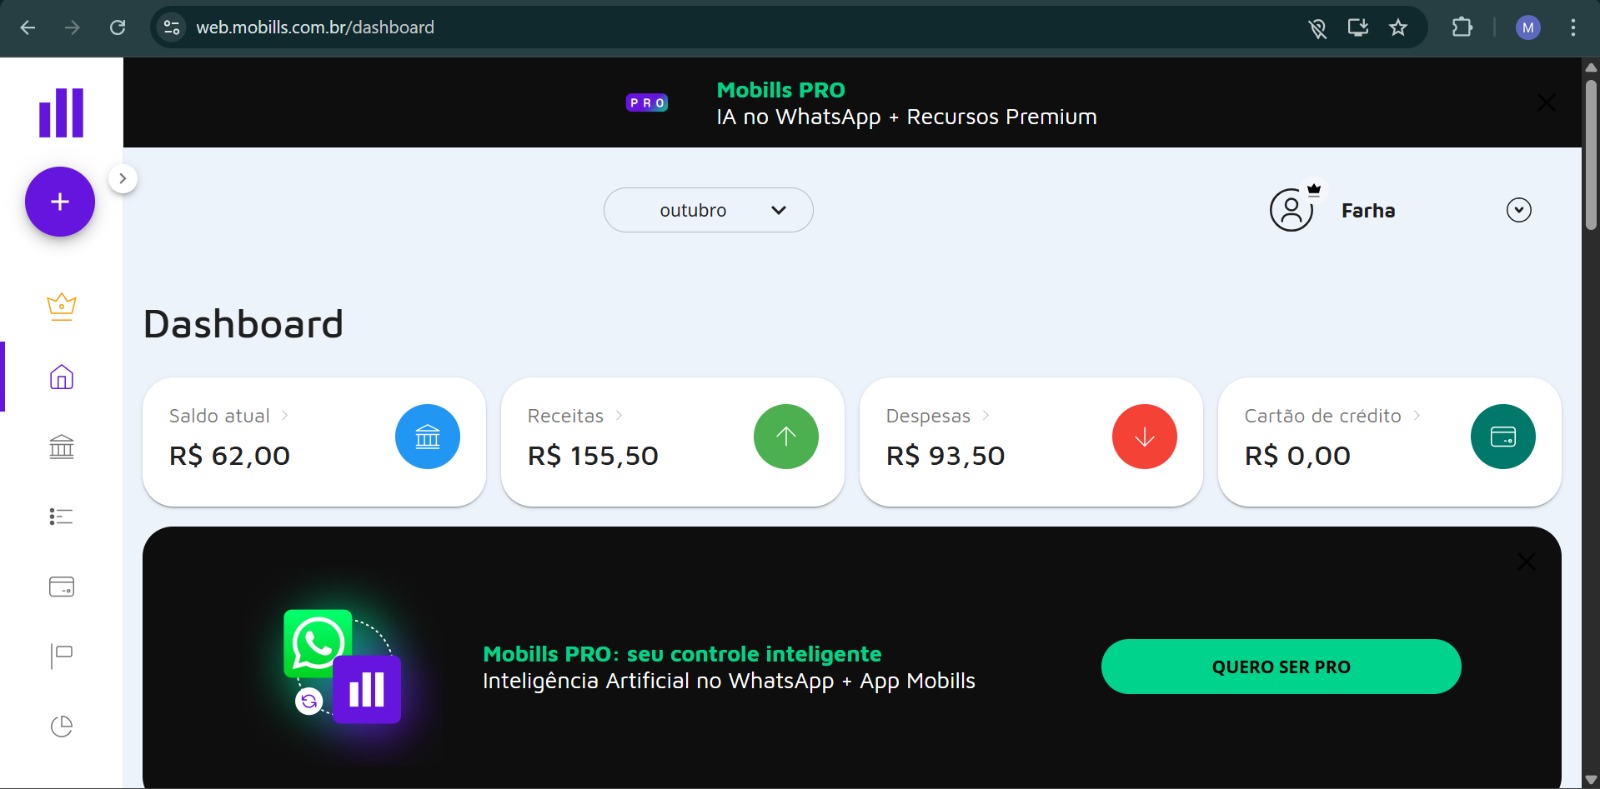 web.mobills.com.br/dashboard
M
PRO
Mobills PRO
IA no WhatsApp + Recursos Premium
outubro
Farha
Dashboard
Saldo atual
R$ 62,00
Receitas
R$ 155,50
Despesas
R$ 93,50
Cartão de crédito
R$ 0,00
Mobills PRO: seu controle inteligente
Inteligência Artificial no WhatsApp + App Mobills
QUERO SER PRO